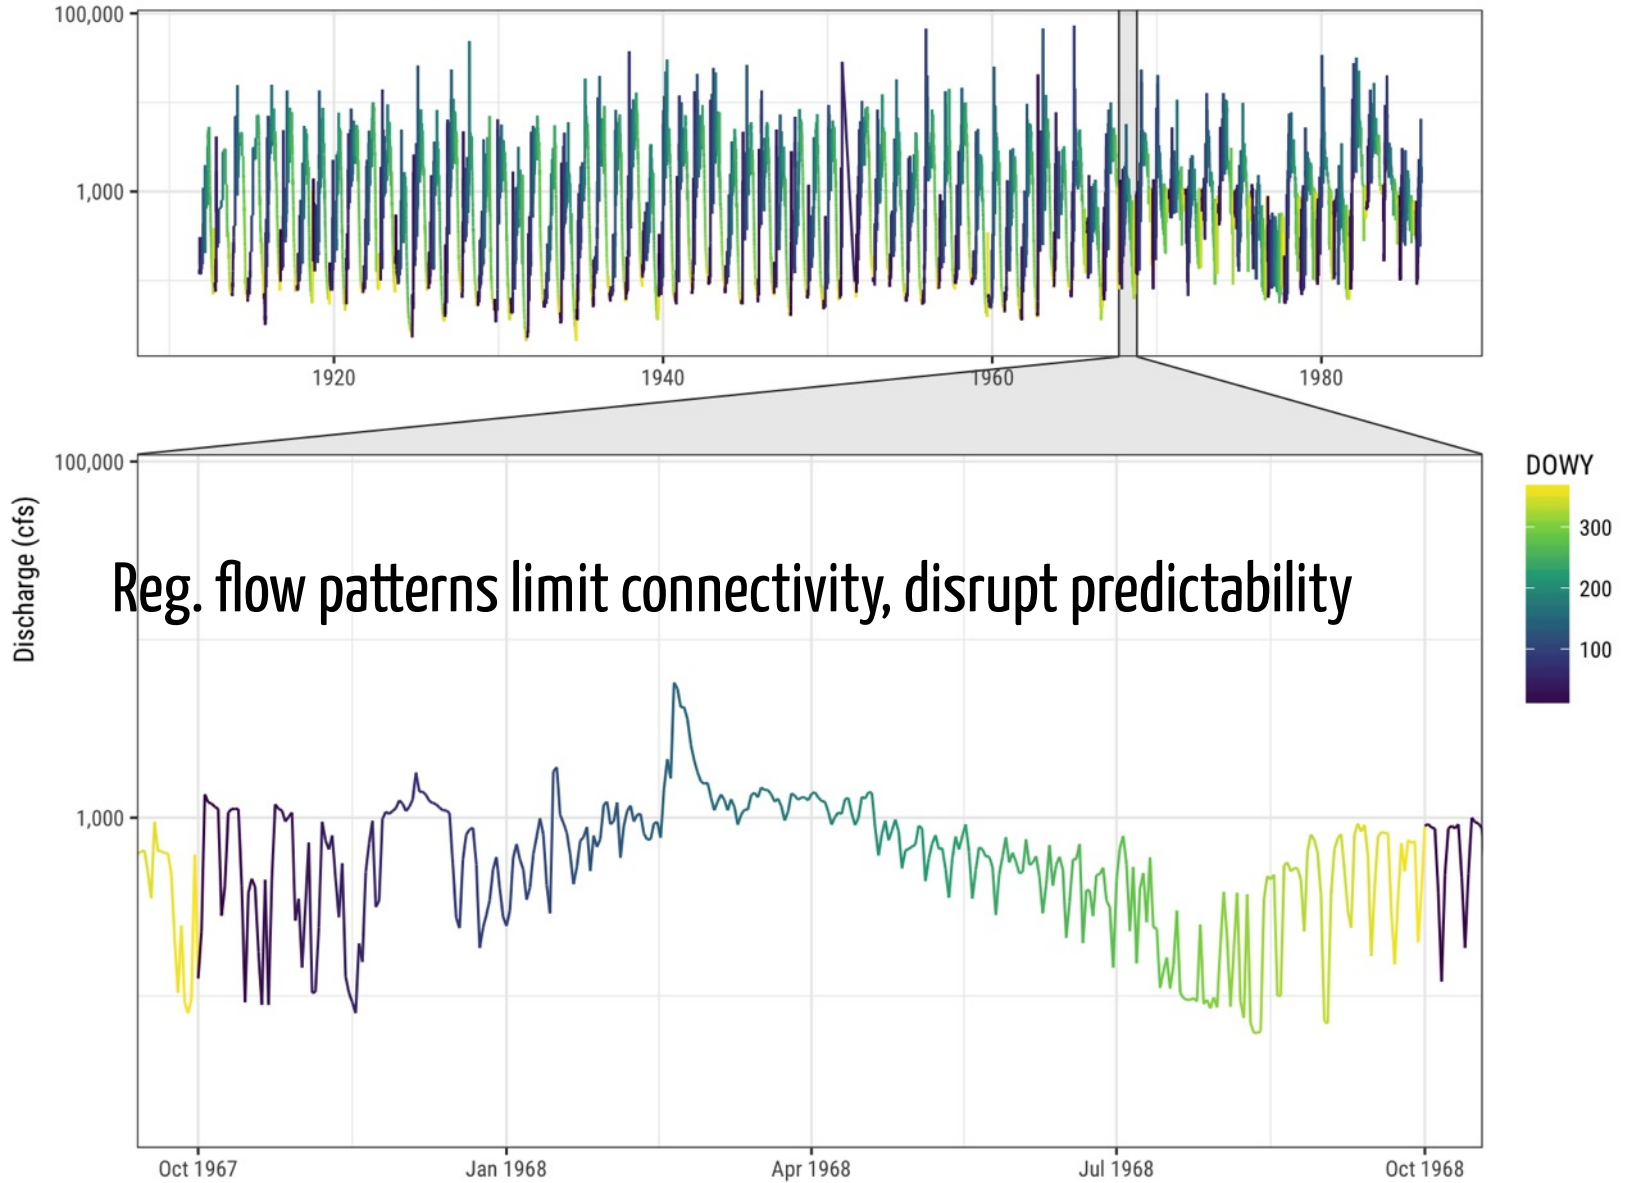 100,000
1,000
1920
1940
1960
1980
100,000
DOWY
300
200
100
Discharge (cfs)
Reg. flow patterns limit connectivity, disrupt predictability
1,000
Oct 1967
Jan 1968
Apr 1968
Jul 1968
Oct 1968